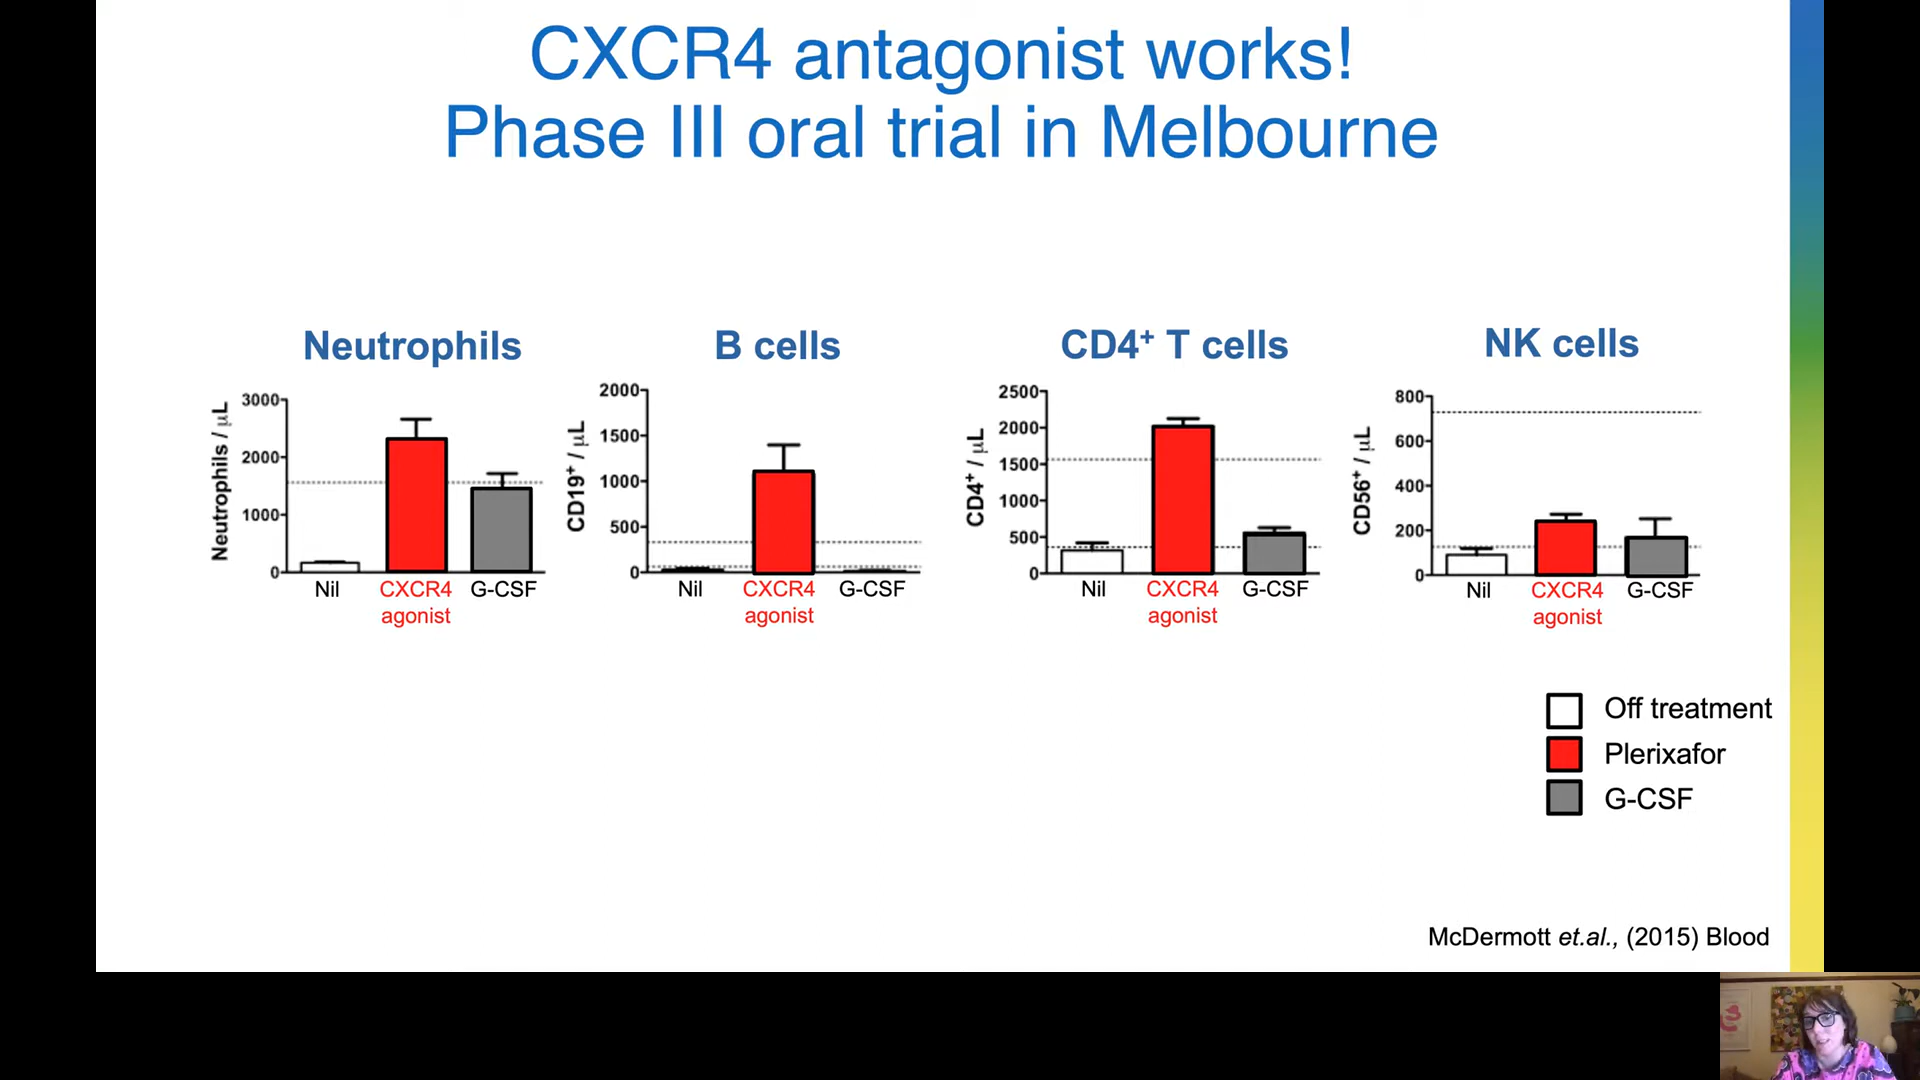 CXCR4 antagonist works!
Phase III oral trial in Melbourne
Neutrophils
Neutrophils / µL
3000
2000
1000
0
Nil
CXCR4
agonist
G-CSF
B cells
CD19⁺ / µL
2000
1500
1000
500
0
Nil
CXCR4
agonist
G-CSF
CD4⁺ T cells
CD4⁺ / µL
2500
2000
1500
1000
500
0
Nil
CXCR4
agonist
G-CSF
NK cells
CD56⁺ / µL
800
600
400
200
0
Nil
CXCR4
agonist
G-CSF
Off treatment
Plerixafor
G-CSF
McDermott et.al., (2015) Blood